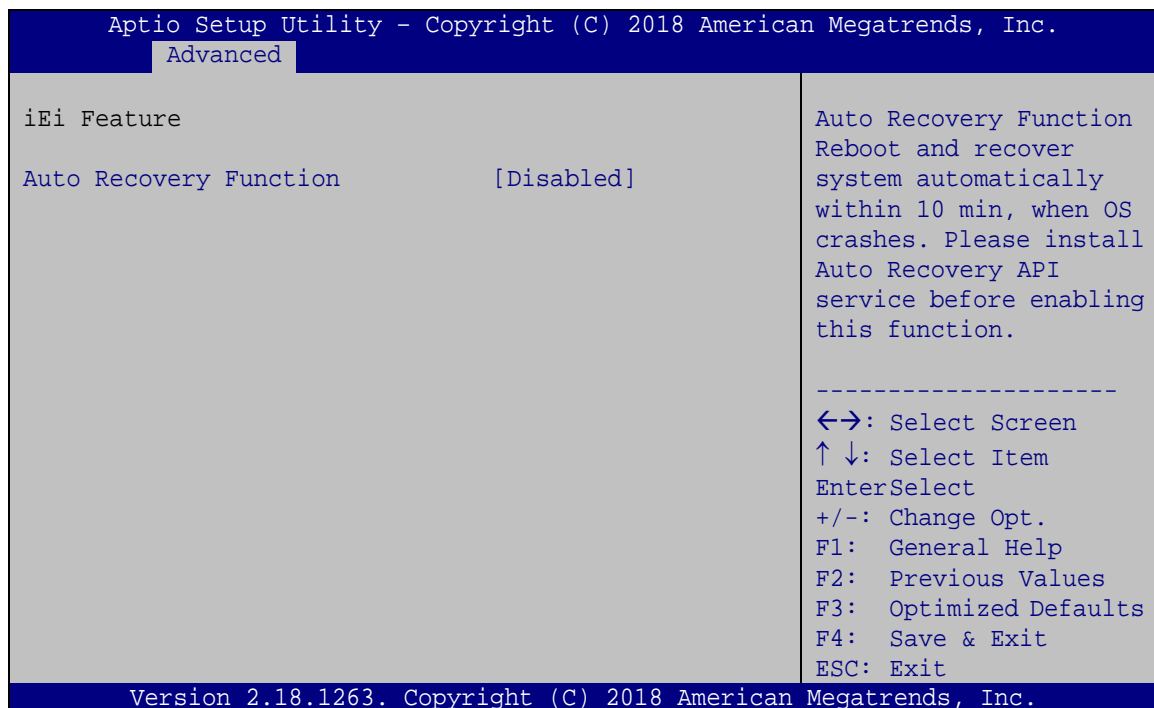 Aptio Setup Utility – Copyright (C) 2018 American Megatrends, Inc.
Advanced
iEi Feature
Auto Recovery Function [Disabled]
Auto Recovery Function
Reboot and recover
system automatically
within 10 min, when OS
crashes. Please install
Auto Recovery API
service before enabling
this function.
---------------------
←→: Select Screen
↑ ↓: Select Item
EnterSelect
+/-: Change Opt.
F1: General Help
F2: Previous Values
F3: Optimized Defaults
F4: Save & Exit
ESC: Exit
Version 2.18.1263. Copyright (C) 2018 American Megatrends, Inc.